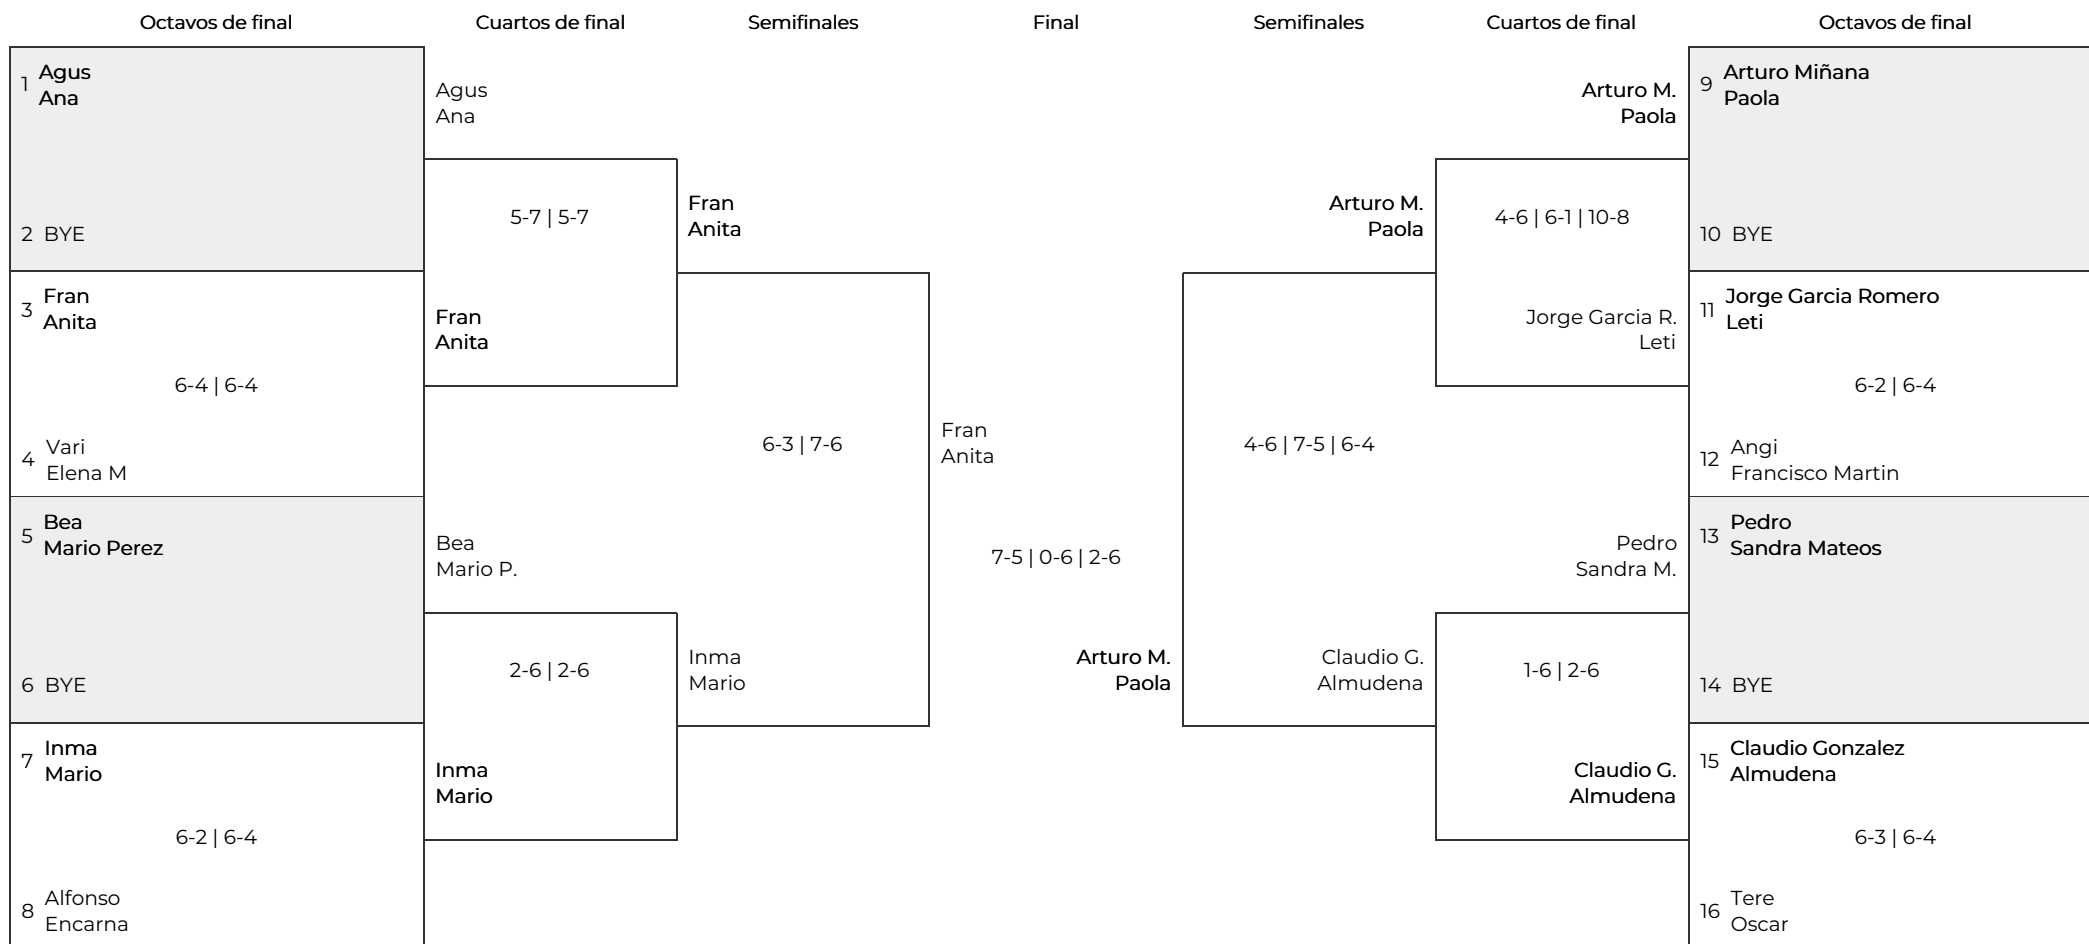 Octavos de final
Cuartos de final
Semifinales
Final
Semifinales
Cuartos de final
Octavos de final
1
Agus
Ana
2 BYE
3
Fran
Anita
6-4 | 6-4
4
Vari
Elena M
5
Bea
Mario Perez
6 BYE
7
Inma
Mario
6-2 | 6-4
8
Alfonso
Encarna
Agus
Ana
5-7 | 5-7
Fran
Anita
Bea
Mario P.
2-6 | 2-6
Inma
Mario
Fran
Anita
6-3 | 7-6
Inma
Mario
Fran
Anita
7-5 | 0-6 | 2-6
Arturo M.
Paola
Arturo M.
Paola
4-6 | 7-5 | 6-4
Claudio G.
Almudena
Arturo M.
Paola
4-6 | 6-1 | 10-8
Jorge Garcia R.
Leti
Pedro
Sandra M.
1-6 | 2-6
Claudio G.
Almudena
9
Arturo Miñana
Paola
10 BYE
11
Jorge Garcia Romero
Leti
6-2 | 6-4
12
Angi
Francisco Martin
13
Pedro
Sandra Mateos
14 BYE
15
Claudio Gonzalez
Almudena
6-3 | 6-4
16
Tere
Oscar